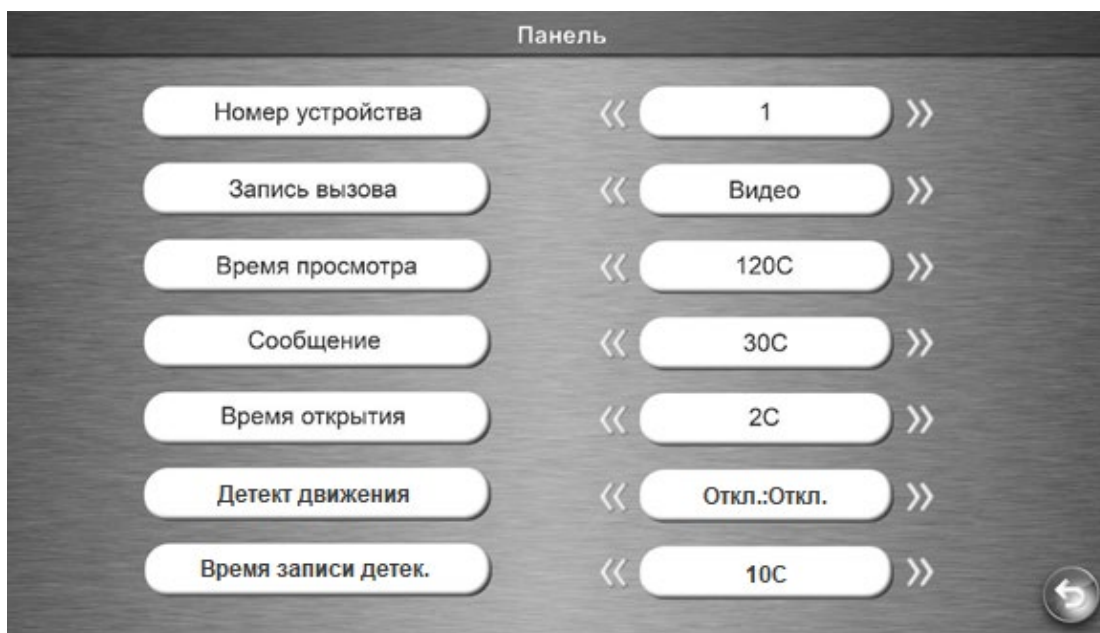 Панель
Номер устройства « 1 »
Запись вызова « Видео »
Время просмотра « 120С »
Сообщение « 30С »
Время открытия « 2С »
Детект движения « Откл.:Откл. »
Время записи детек. « 10С »